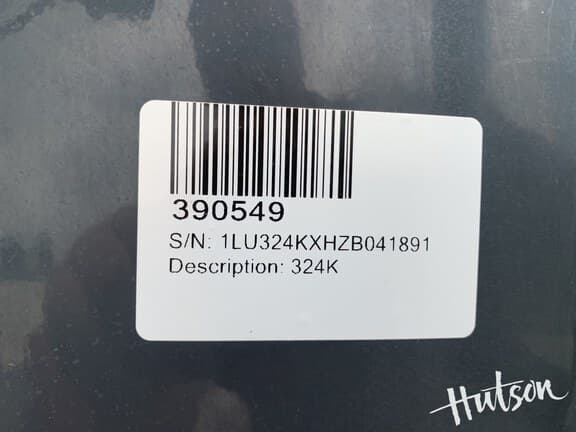 390549
S/N: 1LU324KXHZB041891
Description: 324K
Hutson